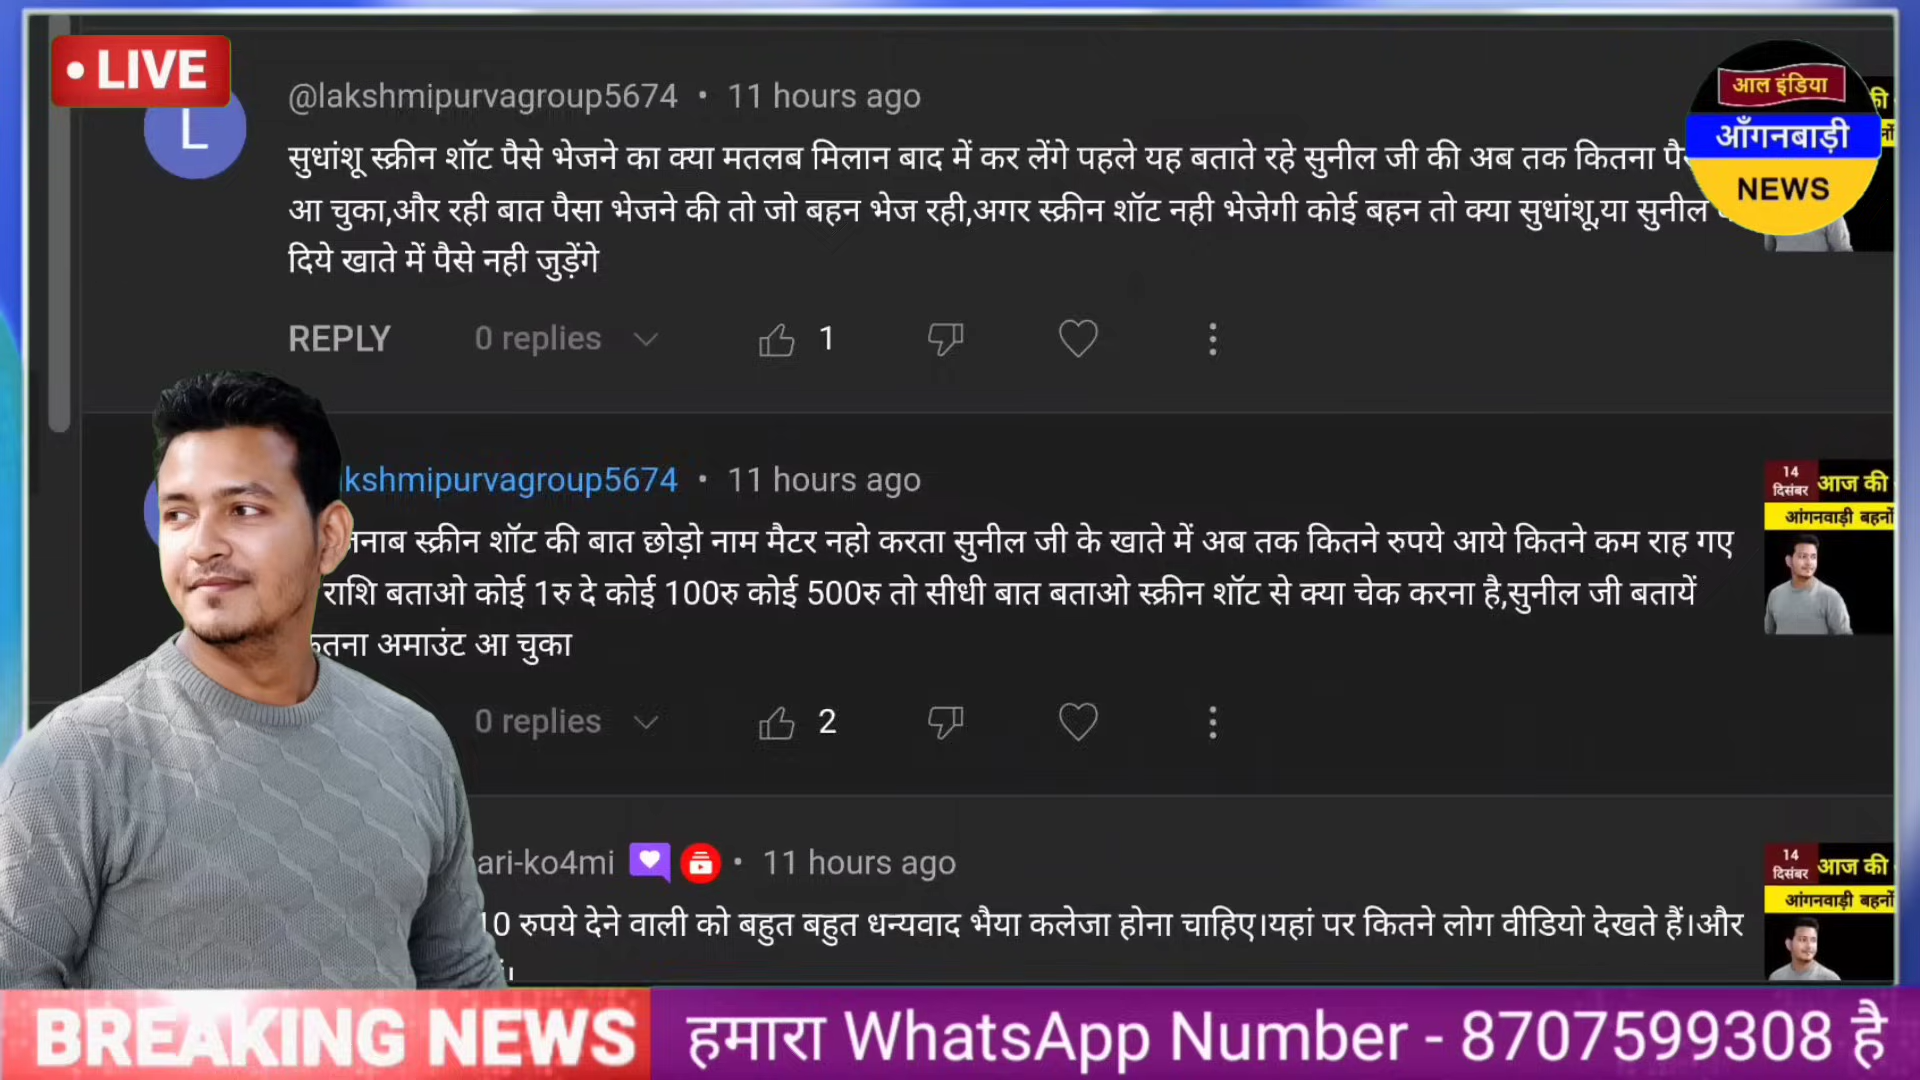 LIVE
L
@lakshmipurvagroup5674 • 11 hours ago
सुधांशू स्क्रीन शॉट पैसे भेजने का क्या मतलब मिलान बाद में कर लेंगे पहले यह बताते रहे सुनील जी की अब तक कितना
आ चुका,और रही बात पैसा भेजने की तो जो बहन भेज रही,अगर स्क्रीन शॉट नही भेजेगी कोई बहन तो क्या सुधांशू,या सुनील
दिये खाते में पैसे नही जुड़ेंगे
REPLY 0 replies 1
आल इंडिया
आँगनबाड़ी
NEWS
kshmipurvagroup5674 • 11 hours ago
स्क्रीन शॉट की बात छोड़ो नाम मैटर नहो करता सुनील जी के खाते में अब तक कितने रुपये आये कितने कम राह गए
राशि बताओ कोई 1रु दे कोई 100रु कोई 500रु तो सीधी बात बताओ स्क्रीन शॉट से क्या चेक करना है,सुनील जी बतायें
अमाउंट आ चुका
0 replies 2
14
दिसंबर
आज की
आंगनवाड़ी बहनों
ari-ko4mi • 11 hours ago
10 रुपये देने वाली को बहुत बहुत धन्यवाद भैया कलेजा होना चाहिए।यहां पर कितने लोग वीडियो देखते हैं।और
14
दिसंबर
आज की
आंगनवाड़ी बहनों
BREAKING NEWS
हमारा WhatsApp Number - 8707599308 है